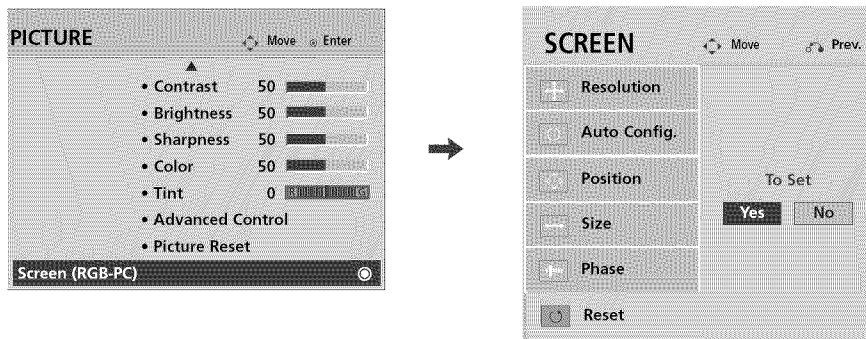 PICTURE
Move Enter
• Contrast 50
• Brightness 50
• Sharpness 50
• Color 50
• Tint 0 R G
• Advanced Control
• Picture Reset
Screen (RGB-PC)
SCREEN
Move Prev.
Resolution
Auto Config.
Position
Size
Phase
Reset
To Set
Yes No